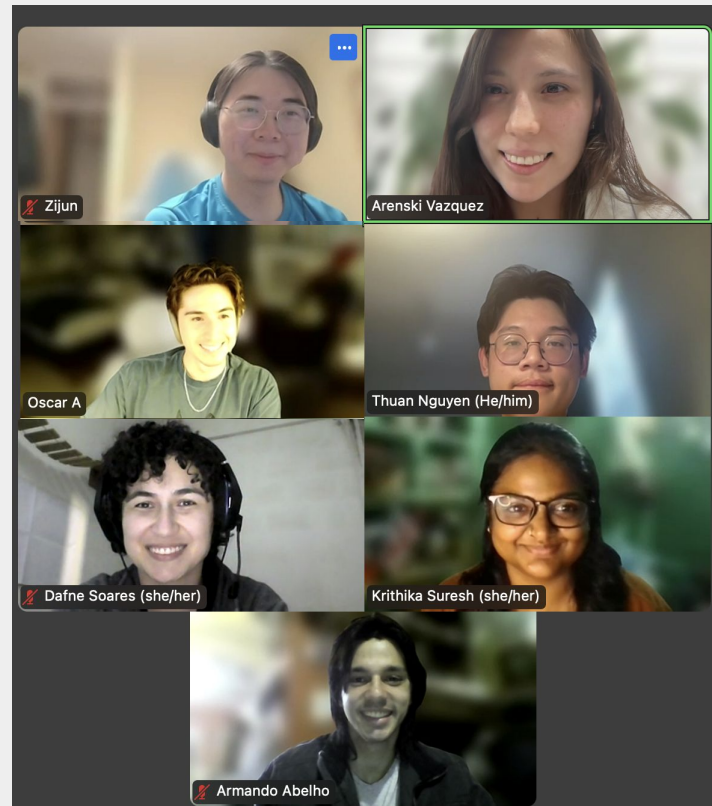 Zijun
Arenski Vazquez
Oscar A
Thuan Nguyen (He/him)
Dafne Soares (she/her)
Krithika Suresh (she/her)
Armando Abelho